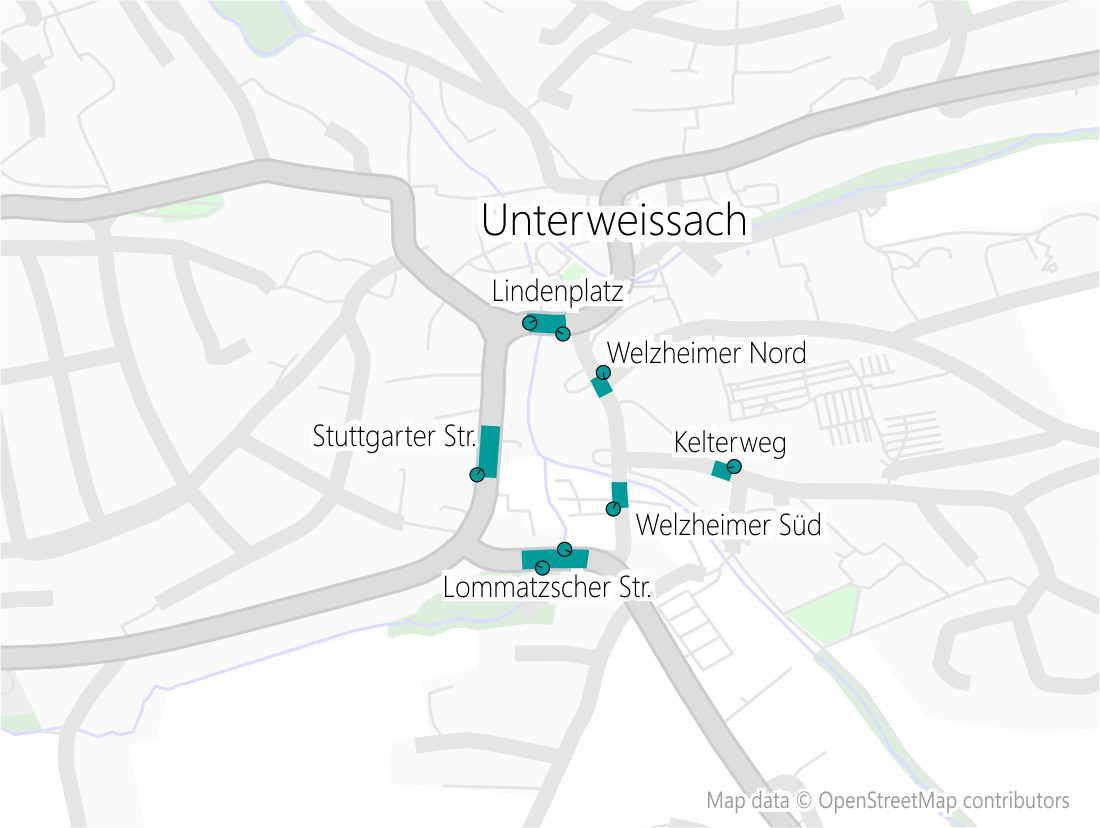 Unterweissach
Lindenplatz
Welzheimer Nord
Stuttgarter Str.
Kelterweg
Welzheimer Süd
Lommatzscher Str.
Map data © OpenStreetMap contributors